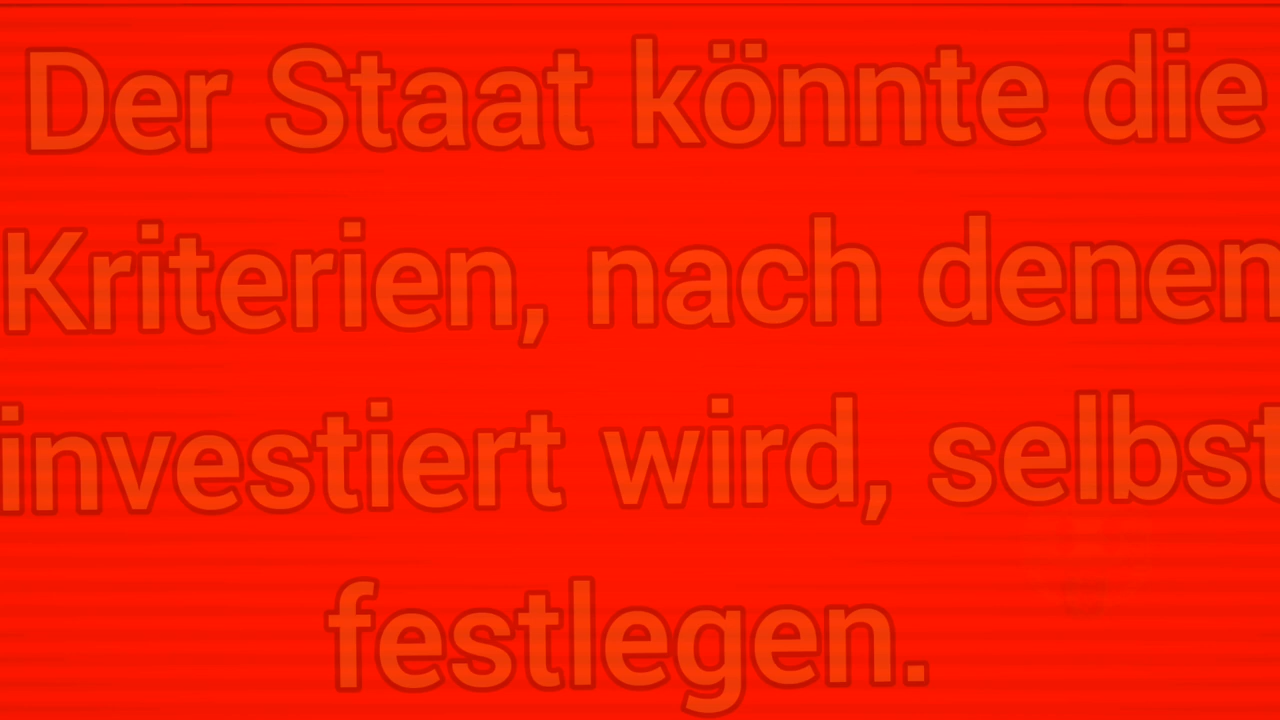 Der Staat könnte die
Kriterien, nach denen
investiert wird, selbst
festlegen.